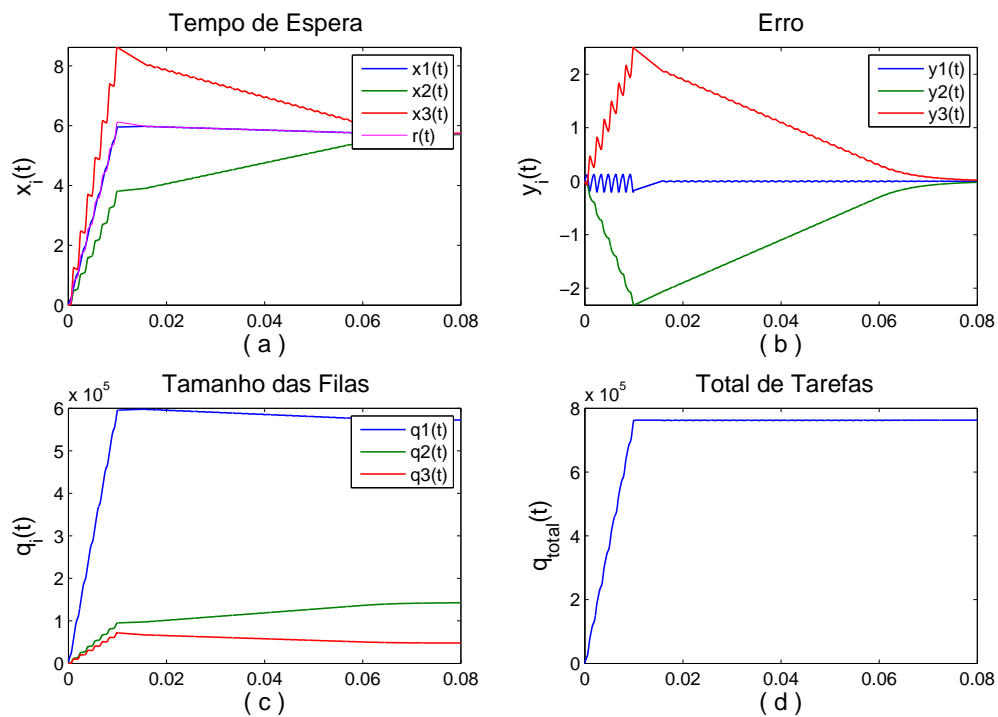 Tempo de Espera
x_i(t)
8
6
4
2
0
0 0.02 0.04 0.06 0.08
x1(t)
x2(t)
x3(t)
r(t)
( a )
Erro
y_i(t)
2
1
0
−1
−2
0 0.02 0.04 0.06 0.08
y1(t)
y2(t)
y3(t)
( b )
Tamanho das Filas
x 10^5
q_i(t)
6
5
4
3
2
1
0
0 0.02 0.04 0.06 0.08
q1(t)
q2(t)
q3(t)
( c )
Total de Tarefas
x 10^5
q_total(t)
8
6
4
2
0
0 0.02 0.04 0.06 0.08
( d )